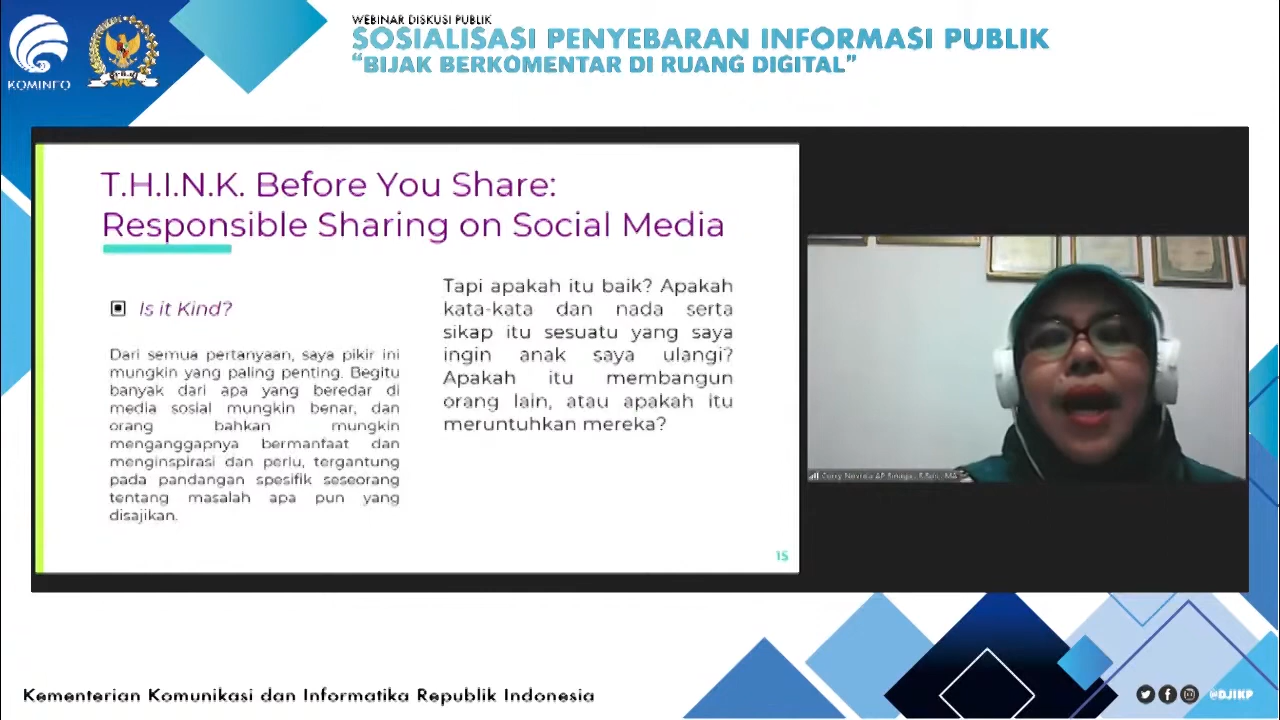 KOMINFO
WEBINAR DISKUSI PUBLIK
SOSIALISASI PENYEBARAN INFORMASI PUBLIK
“BIJAK BERKOMENTAR DI RUANG DIGITAL”
T.H.I.N.K. Before You Share:
Responsible Sharing on Social Media
Is it Kind?
Dari semua pertanyaan, saya pikir ini
mungkin yang paling penting. Begitu
banyak dari apa yang beredar di
media sosial mungkin benar, dan
orang bahkan mungkin
menganggapnya bermanfaat dan
menginspirasi dan perlu, tergantung
pada pandangan spesifik seseorang
tentang masalah apa pun yang
disajikan.
Tapi apakah itu baik? Apakah
kata-kata dan nada serta
sikap itu sesuatu yang saya
ingin anak saya ulangi?
Apakah itu membangun
orang lain, atau apakah itu
meruntuhkan mereka?
15
Kementerian Komunikasi dan Informatika Republik Indonesia
@DJIKP